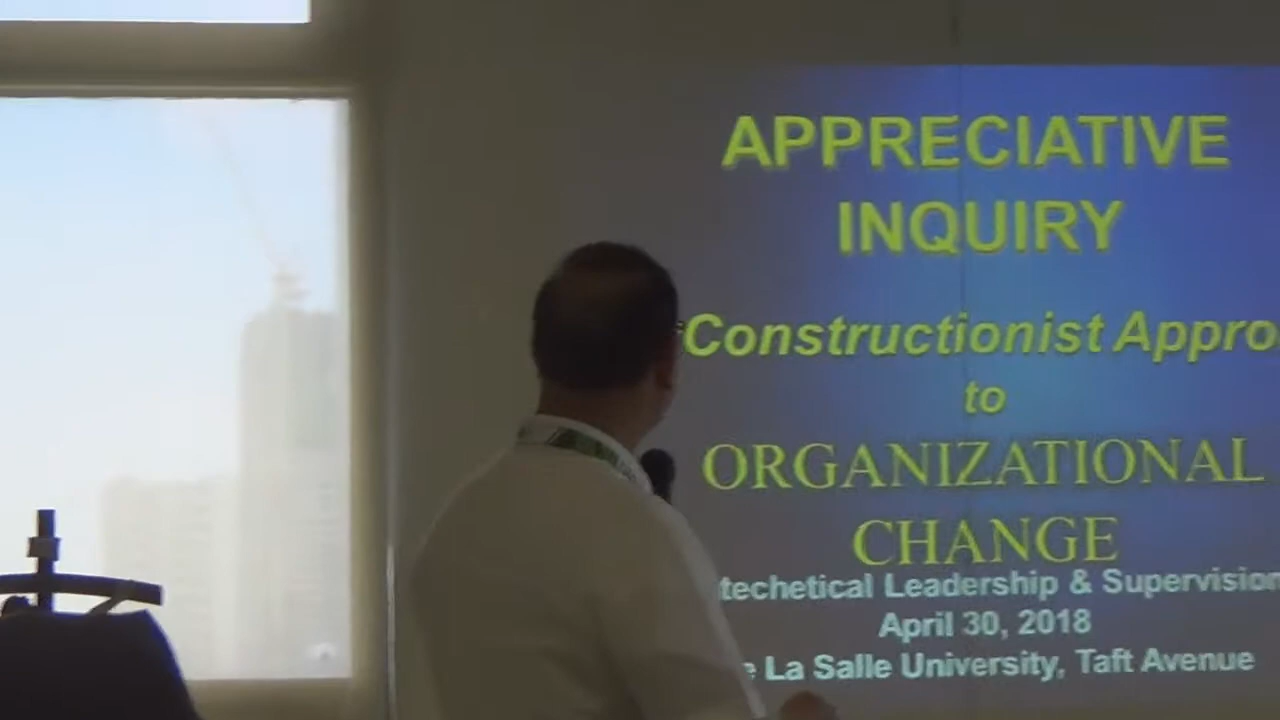 APPRECIATIVE
INQUIRY
Constructionist Appro
to
ORGANIZATIONAL
CHANGE
techetical Leadership & Supervision
April 30, 2018
e La Salle University, Taft Avenue